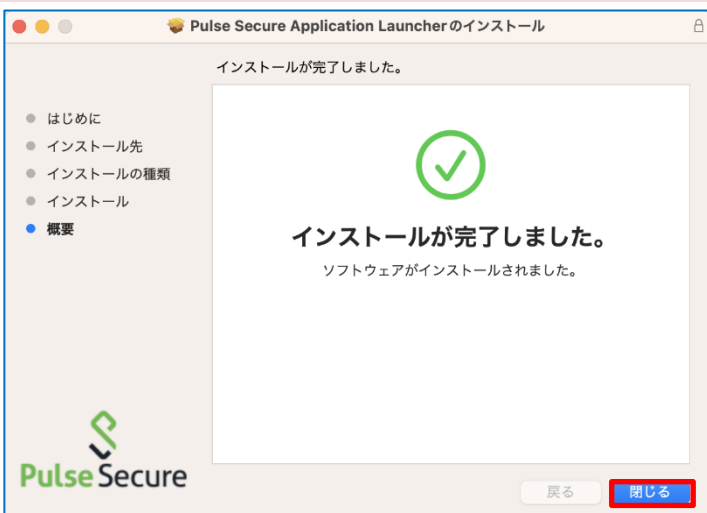 Pulse Secure Application Launcherのインストール
インストールが完了しました。
はじめに
インストール先
インストールの種類
インストール
概要
インストールが完了しました。
ソフトウェアがインストールされました。
Pulse Secure
戻る
閉じる